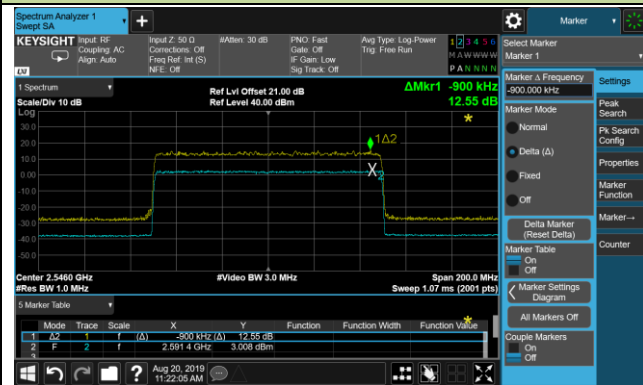 Spectrum Analyzer 1
Swept SA
Marker
KEYSIGHT
Input: RF
Coupling: AC
Align: Auto
Input Z: 50 Ω
Corrections: Off
Freq Ref: Int (S)
NFE: Off
#Atten: 30 dB
PNO: Fast
Gate: Off
IF Gain: Low
Sig Track: Off
Avg Type: Log-Power
Trig: Free Run
1 2 3 4 5 6
M A W W W W
P A N N N N
LXI
Select Marker
Marker 1
1 Spectrum
Scale/Div 10 dB
Ref Lvl Offset 21.00 dB
Ref Level 40.00 dBm
ΔMkr1 -900 kHz
12.55 dB
Log
30.0
20.0
10.0
0.00
-10.0
-20.0
-30.0
-40.0
-50.0
1Δ2
X2
Center 2.5460 GHz
#Res BW 1.0 MHz
#Video BW 3.0 MHz
Span 200.0 MHz
Sweep 1.07 ms (2001 pts)
5 Marker Table
Mode Trace Scale X Y Function Function Width Function Value
1 Δ2 1 f (Δ) -900 kHz (Δ) 12.55 dB
2 F 2 f 2.591 4 GHz 3.008 dBm
3
Aug 20, 2019
11:22:05 AM
Marker Δ Frequency
-900.000 kHz
Marker Mode
Normal
Delta (Δ)
Fixed
Off
Delta Marker
(Reset Delta)
Marker Table
On
Off
Marker Settings
Diagram
All Markers Off
Couple Markers
On
Off
Settings
Peak
Search
Pk Search
Config
Properties
Marker
Function
Marker→
Counter